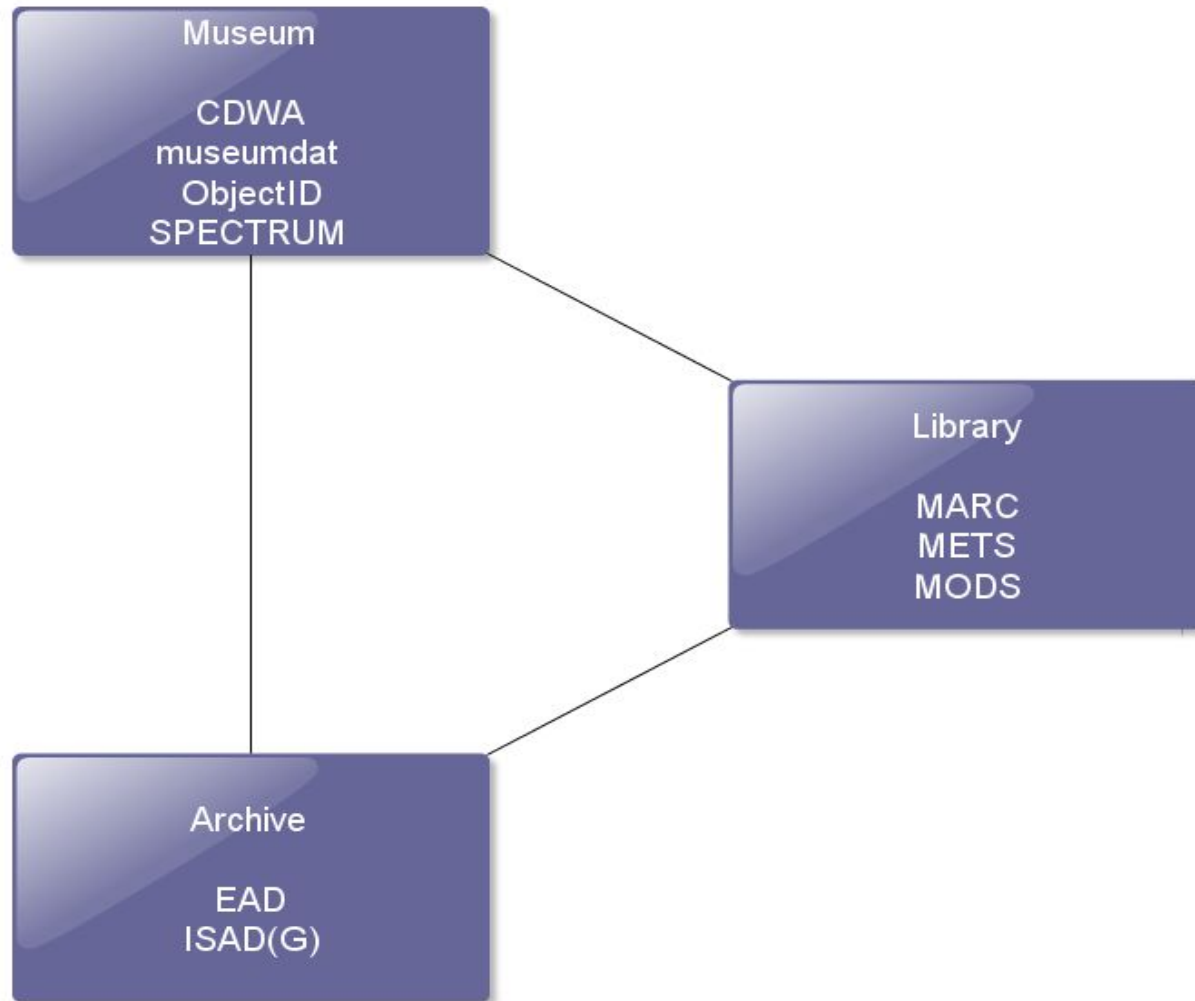 Museum
CDWA
museumdat
ObjectID
SPECTRUM
Library
MARC
METS
MODS
Archive
EAD
ISAD(G)